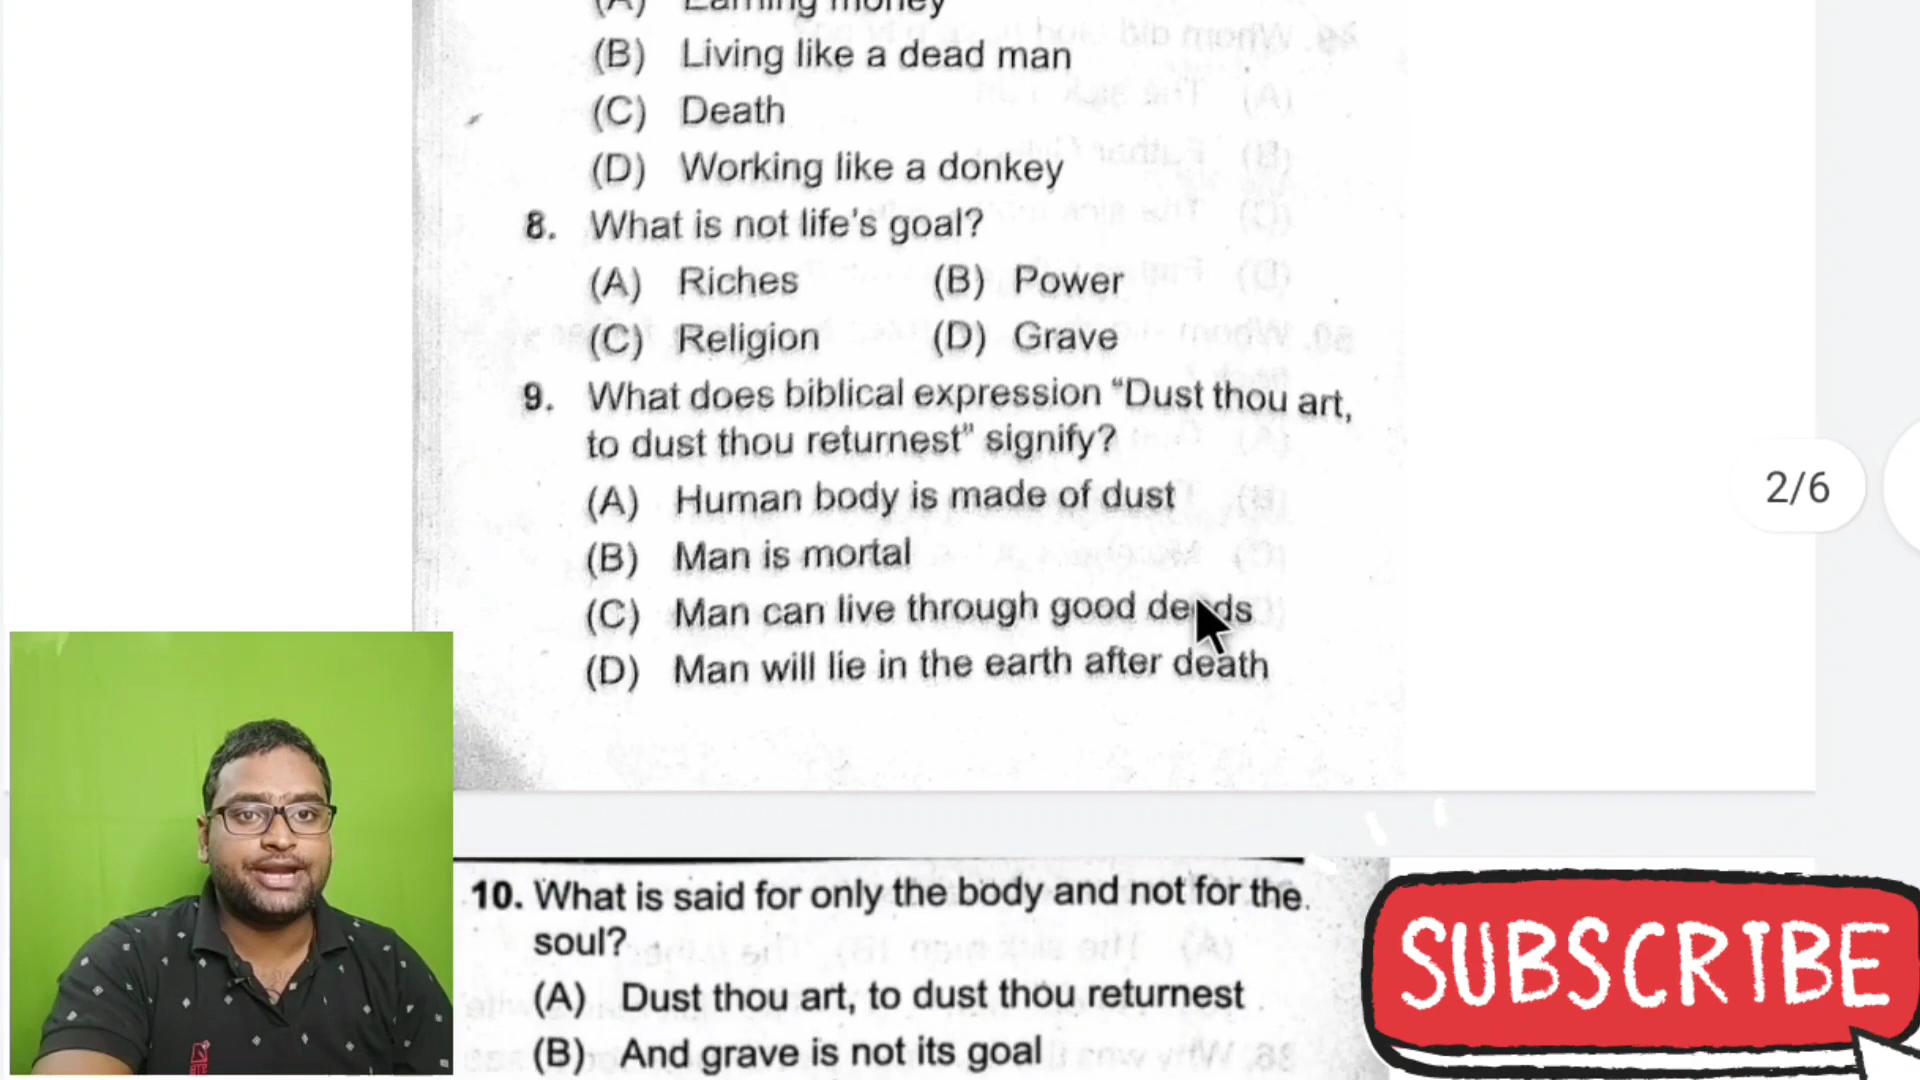 (A) Earning money
(B) Living like a dead man
(C) Death
(D) Working like a donkey
8. What is not life's goal?
(A) Riches (B) Power
(C) Religion (D) Grave
9. What does biblical expression “Dust thou art,
to dust thou returnest” signify?
(A) Human body is made of dust
(B) Man is mortal
(C) Man can live through good deeds
(D) Man will lie in the earth after death
2/6
10. What is said for only the body and not for the
soul?
(A) Dust thou art, to dust thou returnest
(B) And grave is not its goal
SUBSCRIBE